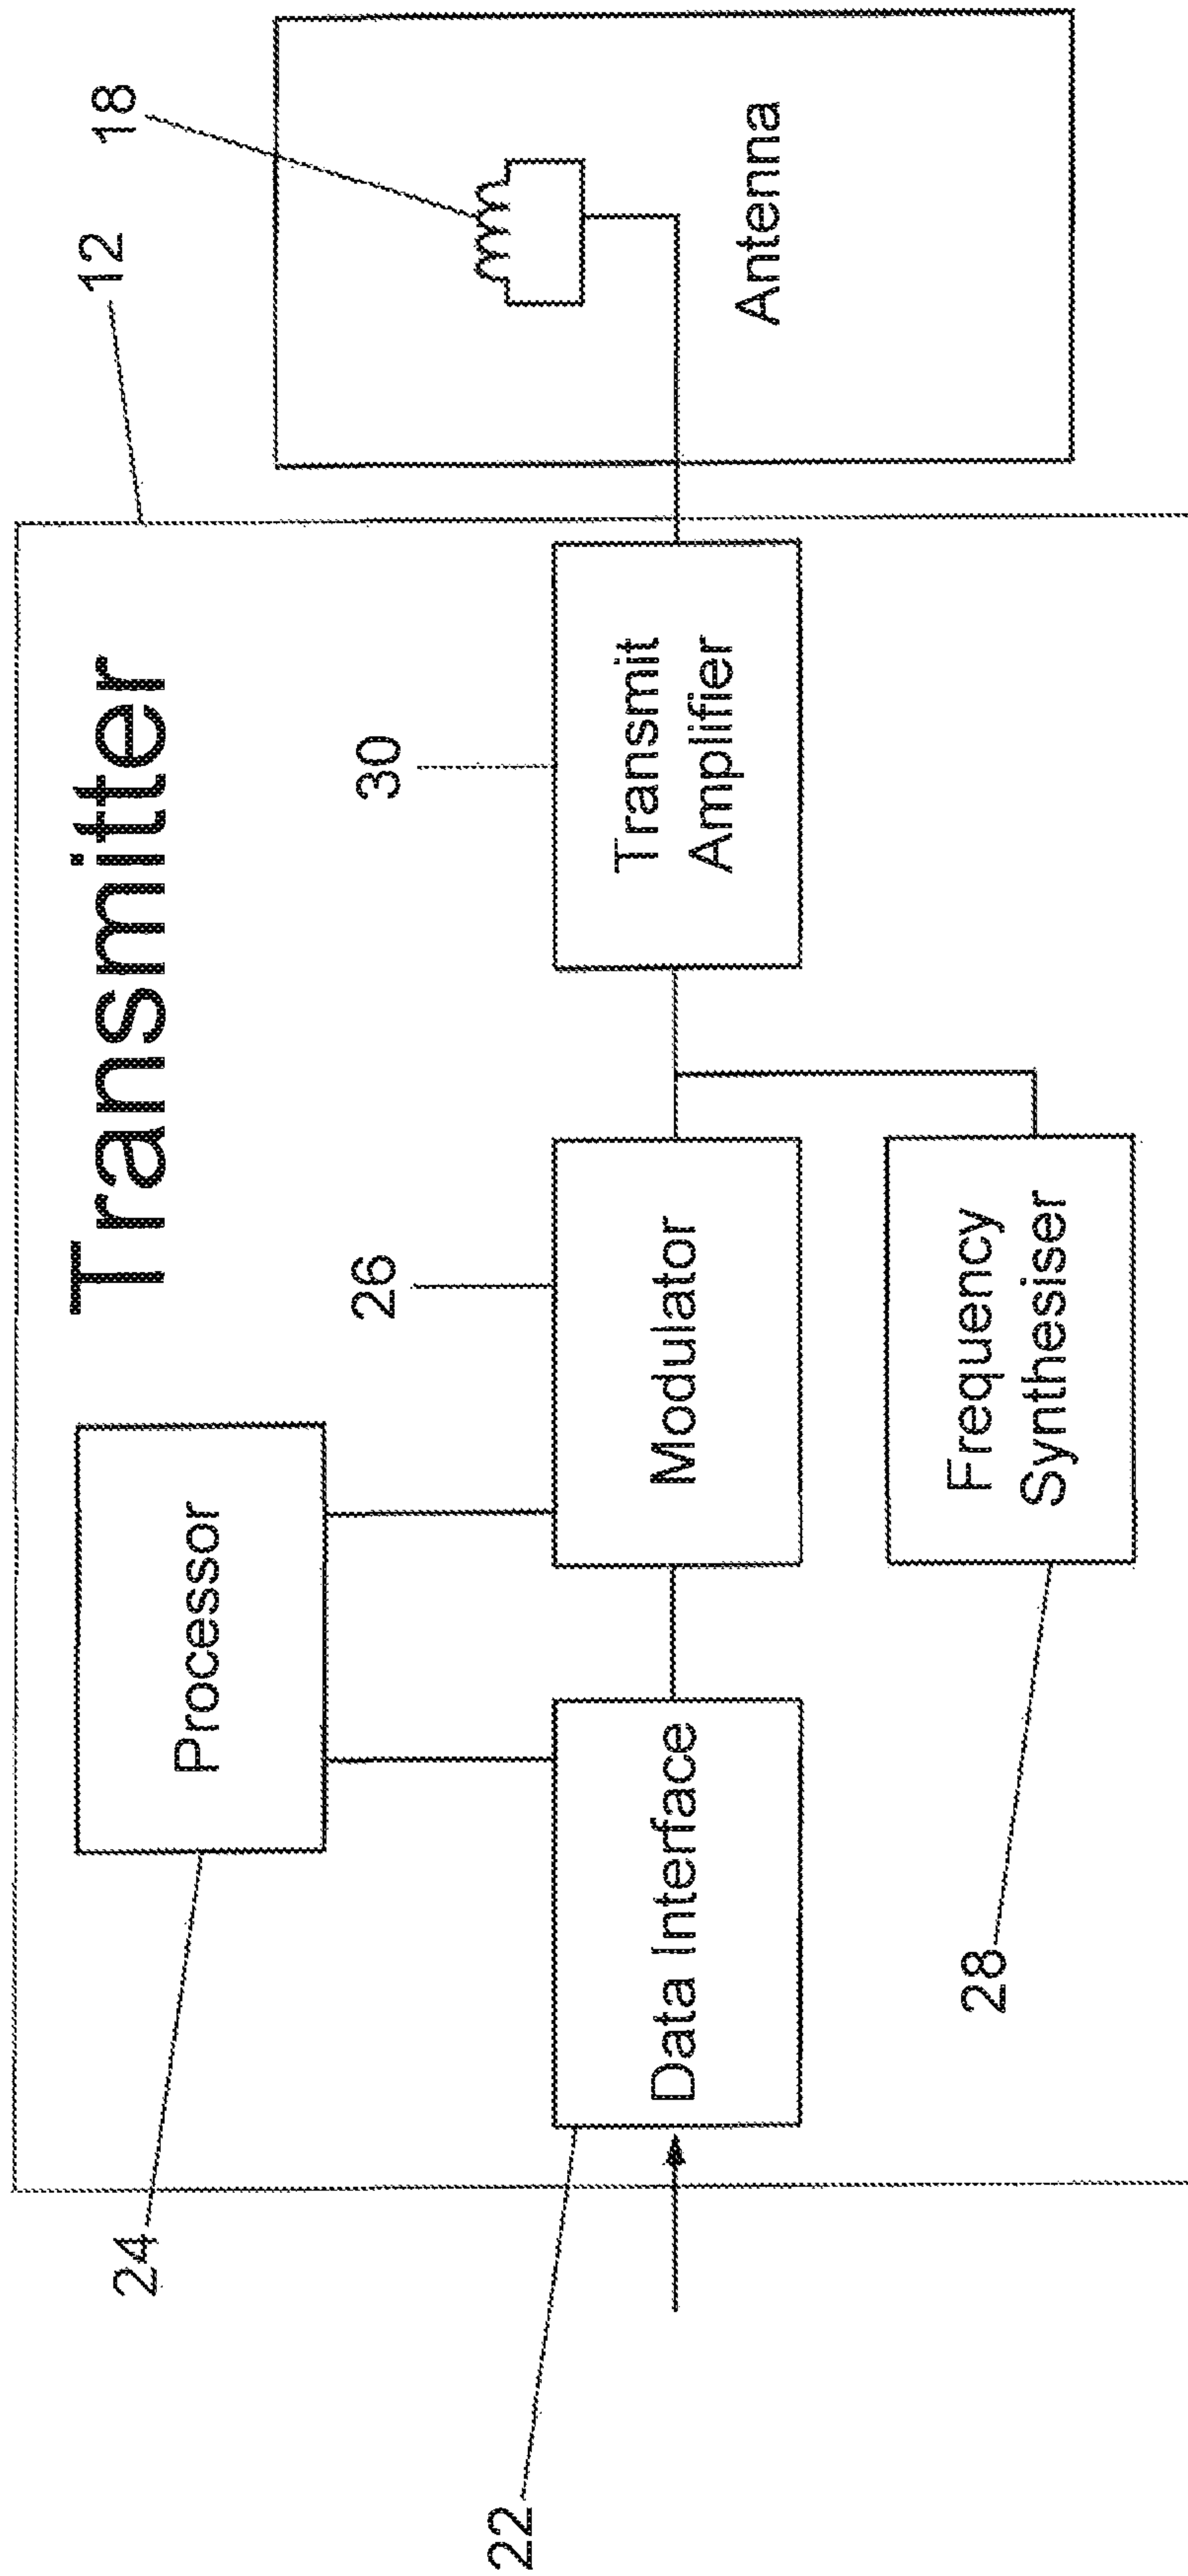 Transmitter
12
18
24
Processor
26
30
22
Data Interface
Modulator
Transmit
Amplifier
Antenna
28
Frequency
Synthesiser